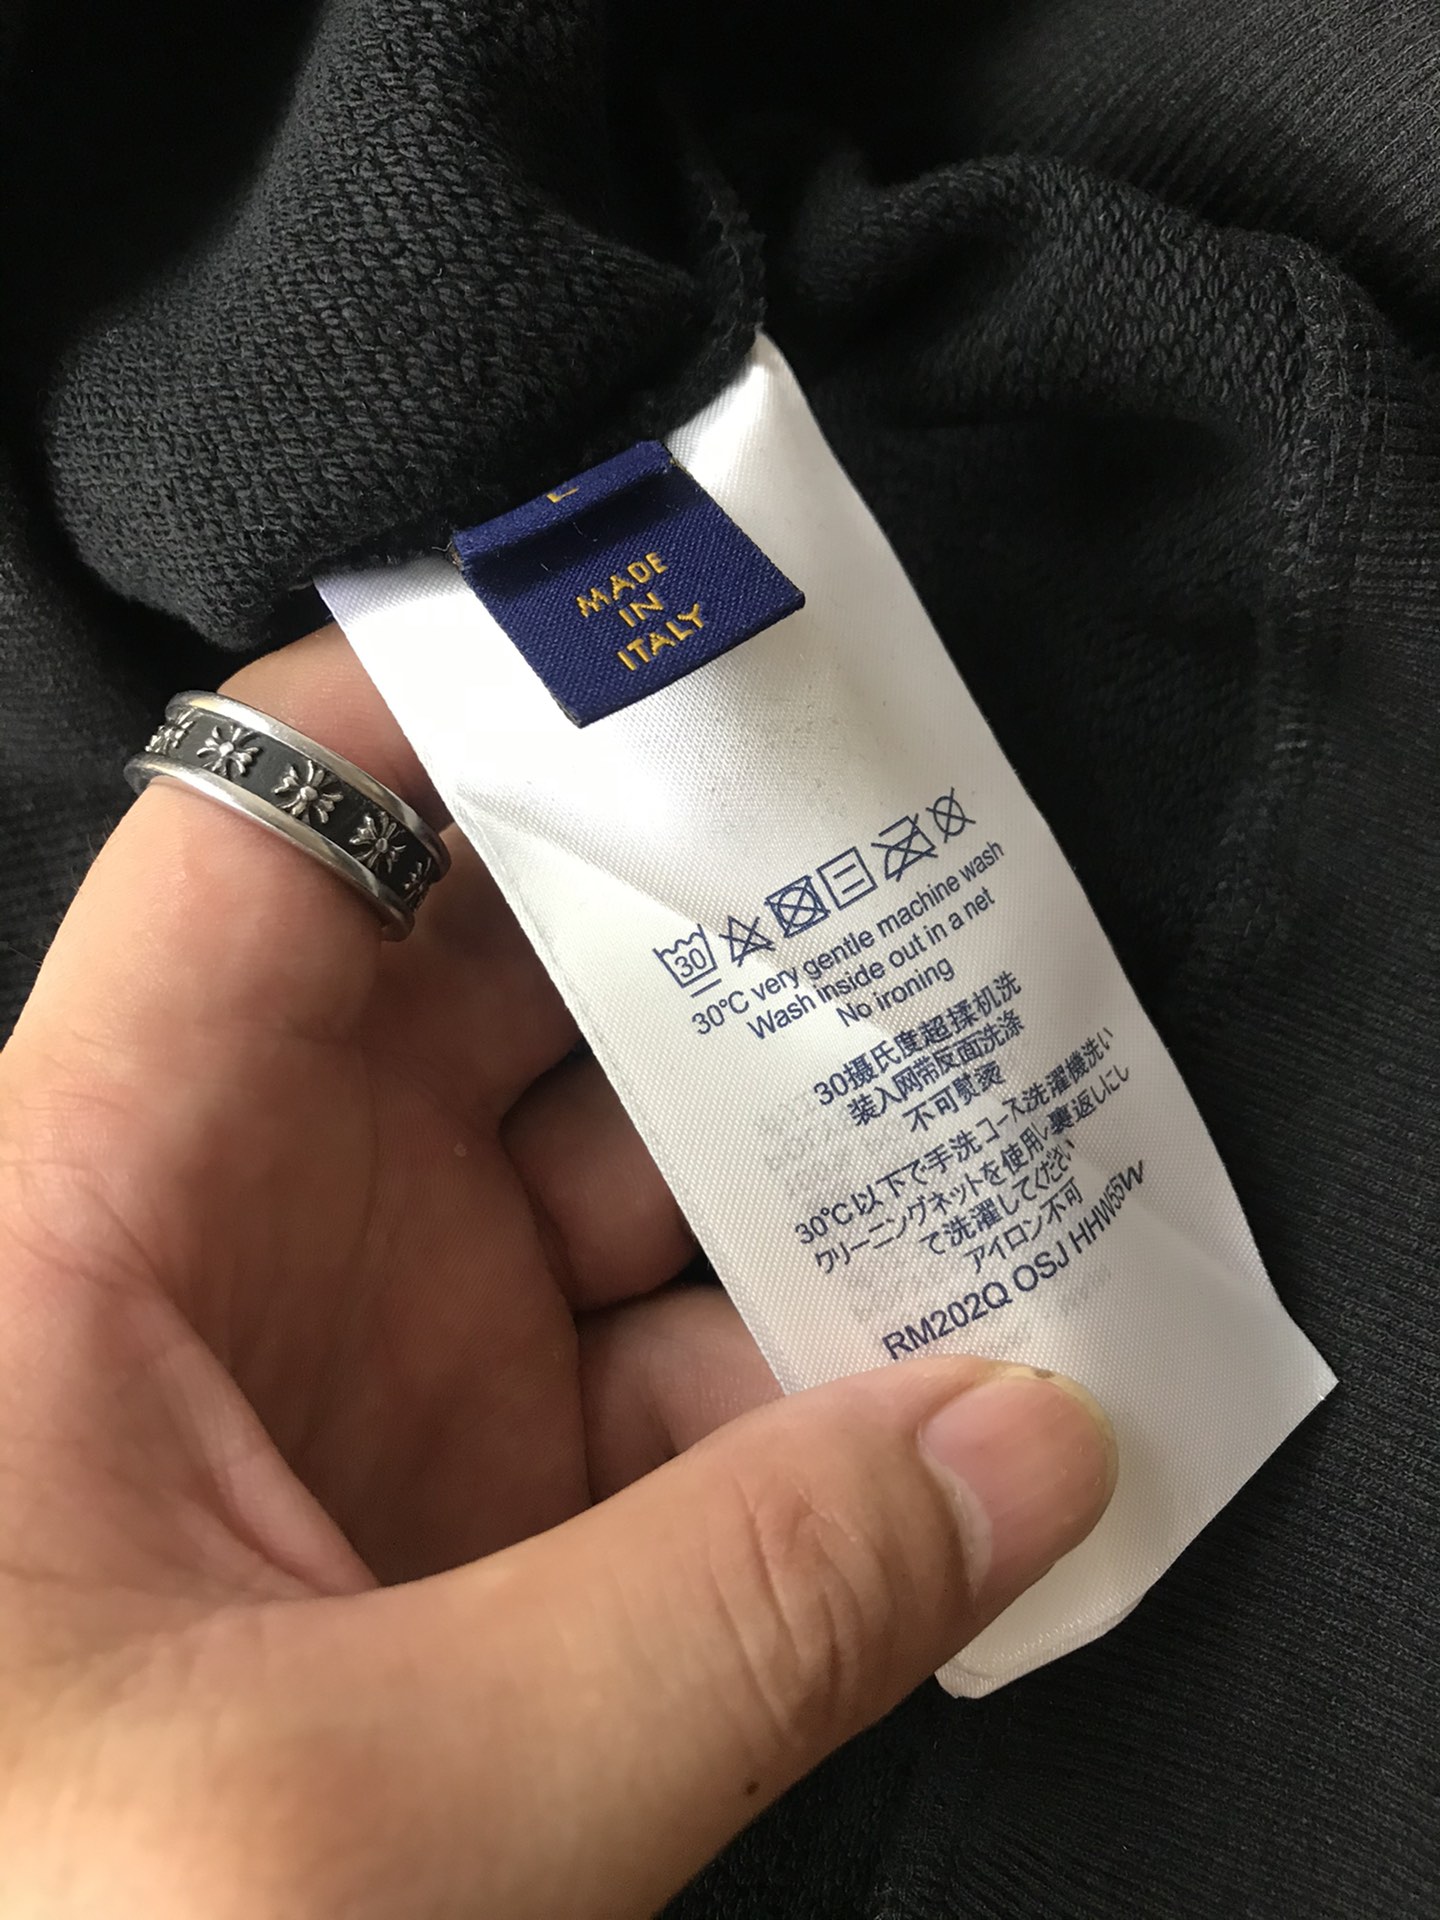 L
MADE
IN
ITALY
30
30°C very gentle machine wash
Wash inside out in a net
No ironing
30摄氏度超揉机洗
装入网带反面洗涤
不可熨烫
30℃以下で手洗コース洗濯機洗い
クリーニングネットを使用し裏返しにし
て洗濯してください
アイロン不可
RM202Q OSJ HHW55W